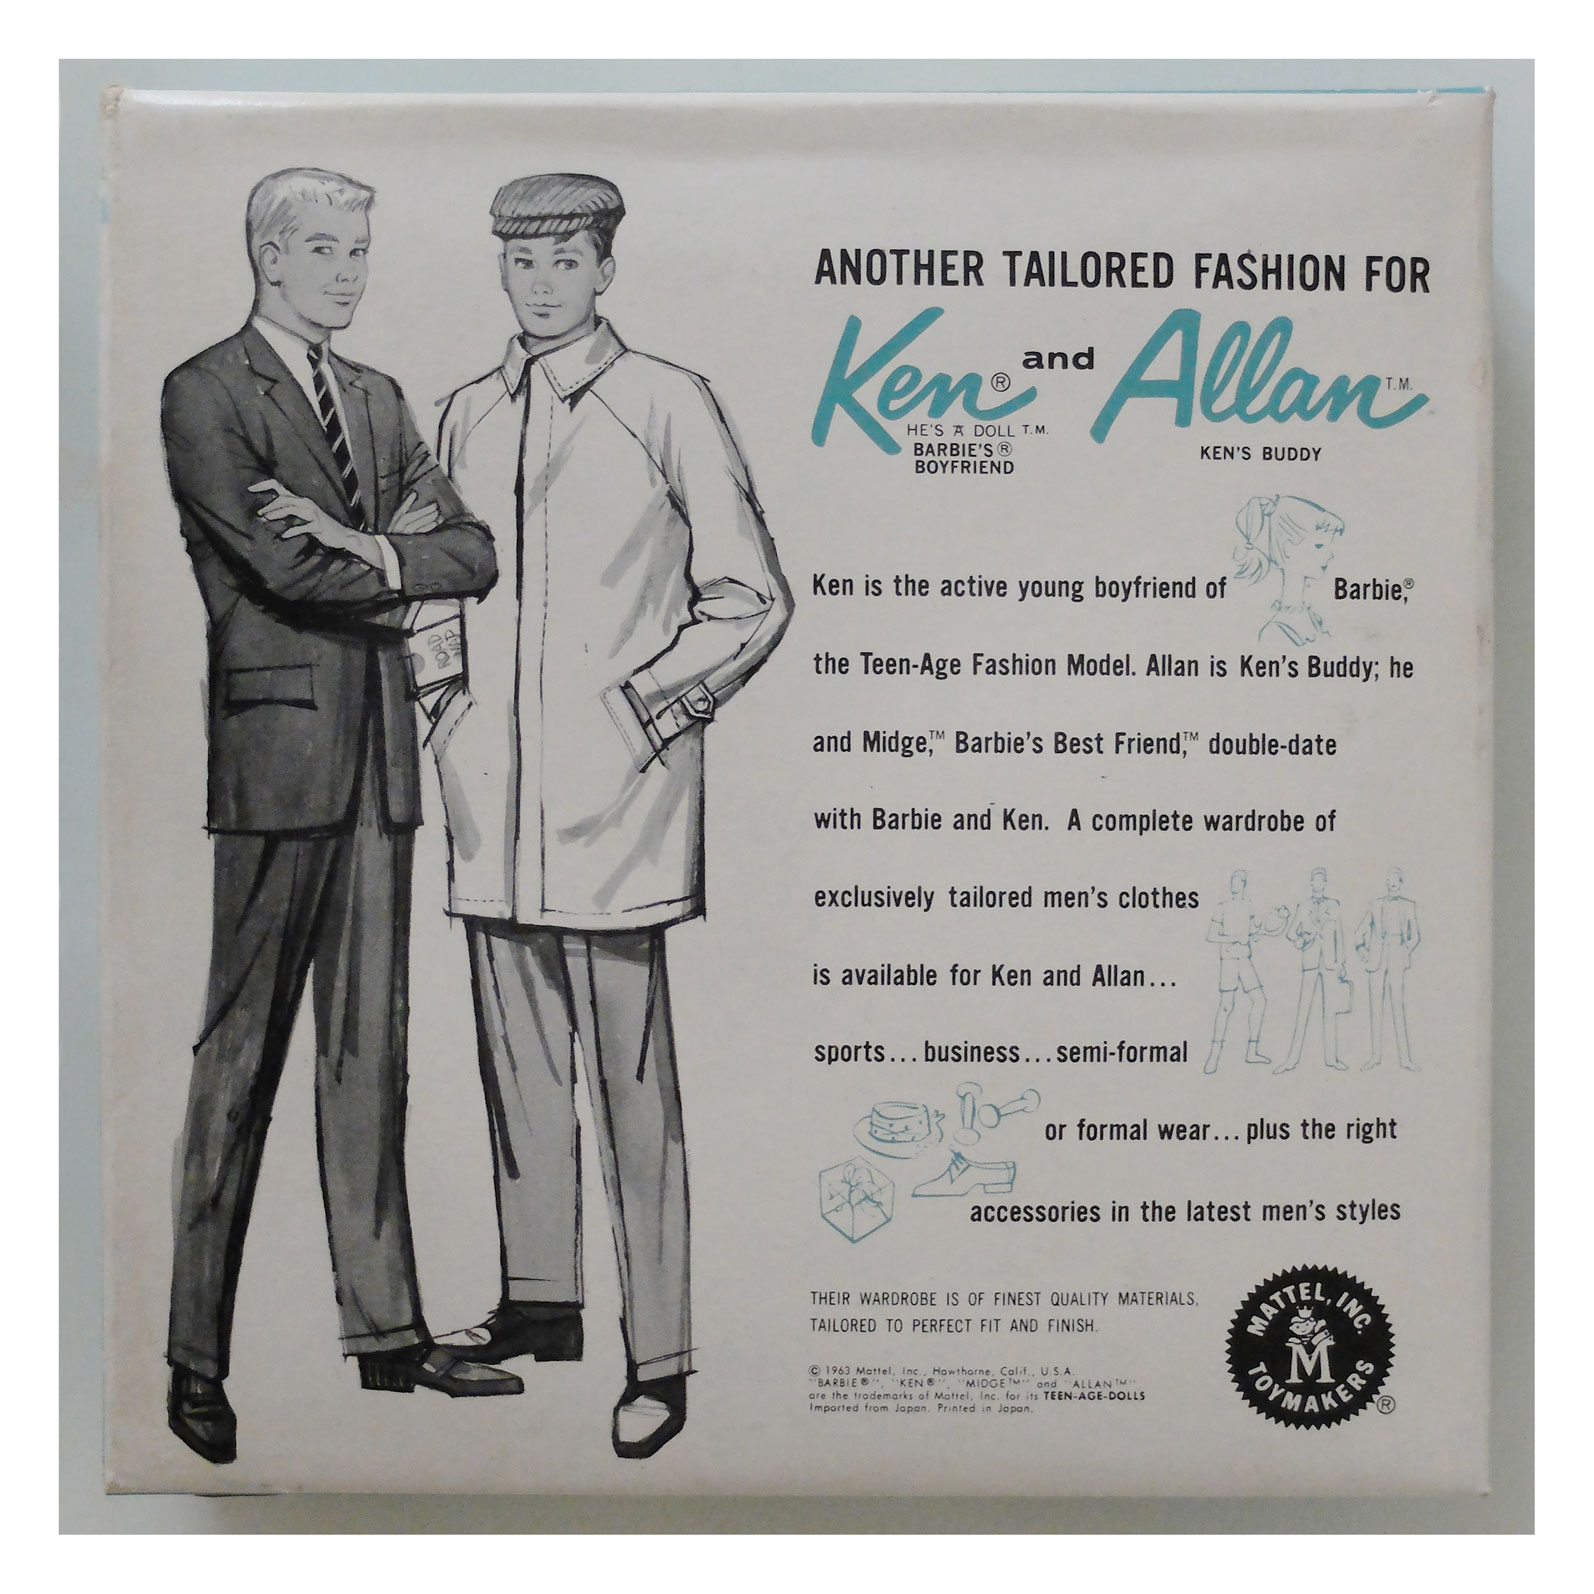 ANOTHER TAILORED FASHION FOR
Ken® and Allan T.M.
HE'S A DOLL T.M.
BARBIE'S®
BOYFRIEND
KEN'S BUDDY
Ken is the active young boyfriend of Barbie,®
the Teen-Age Fashion Model. Allan is Ken's Buddy; he
and Midge,™ Barbie's Best Friend,™ double-date
with Barbie and Ken. A complete wardrobe of
exclusively tailored men's clothes
is available for Ken and Allan...
sports...business...semi-formal
or formal wear...plus the right
accessories in the latest men's styles
THEIR WARDROBE IS OF FINEST QUALITY MATERIALS,
TAILORED TO PERFECT FIT AND FINISH.
© 1963 Mattel, Inc., Hawthorne, Calif., U.S.A.
"BARBIE®", "KEN®", "MIDGE™" and "ALLAN™"
are the trademarks of Mattel, Inc. for its TEEN-AGE-DOLLS
Imported from Japan. Printed in Japan.
MATTEL, INC.
M
TOYMAKERS ®
ROAD
MAP